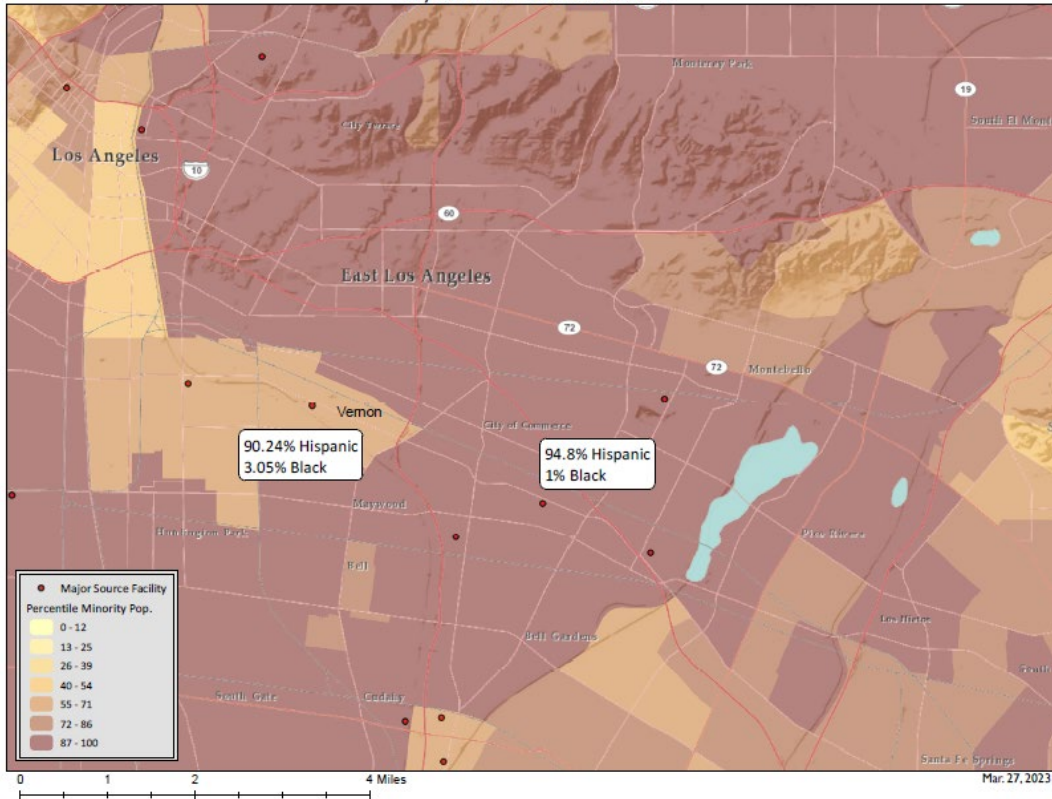 Monterey Park
19
City Terrace
South El Mont
Los Angeles
10
60
East Los Angeles
72
72
Montebello
Vernon
City of Commerce
90.24% Hispanic
3.05% Black
94.8% Hispanic
1% Black
Maywood
Huntington Park
Pico Rivera
Bell
Major Source Facility
Percentile Minority Pop.
0 - 12
13 - 25
26 - 39
40 - 54
55 - 71
72 - 86
87 - 100
Los Nietos
Bell Gardens
South
South Gate
Cudahy
Santa Fe Springs
0 1 2 4 Miles
Mar. 27, 2023